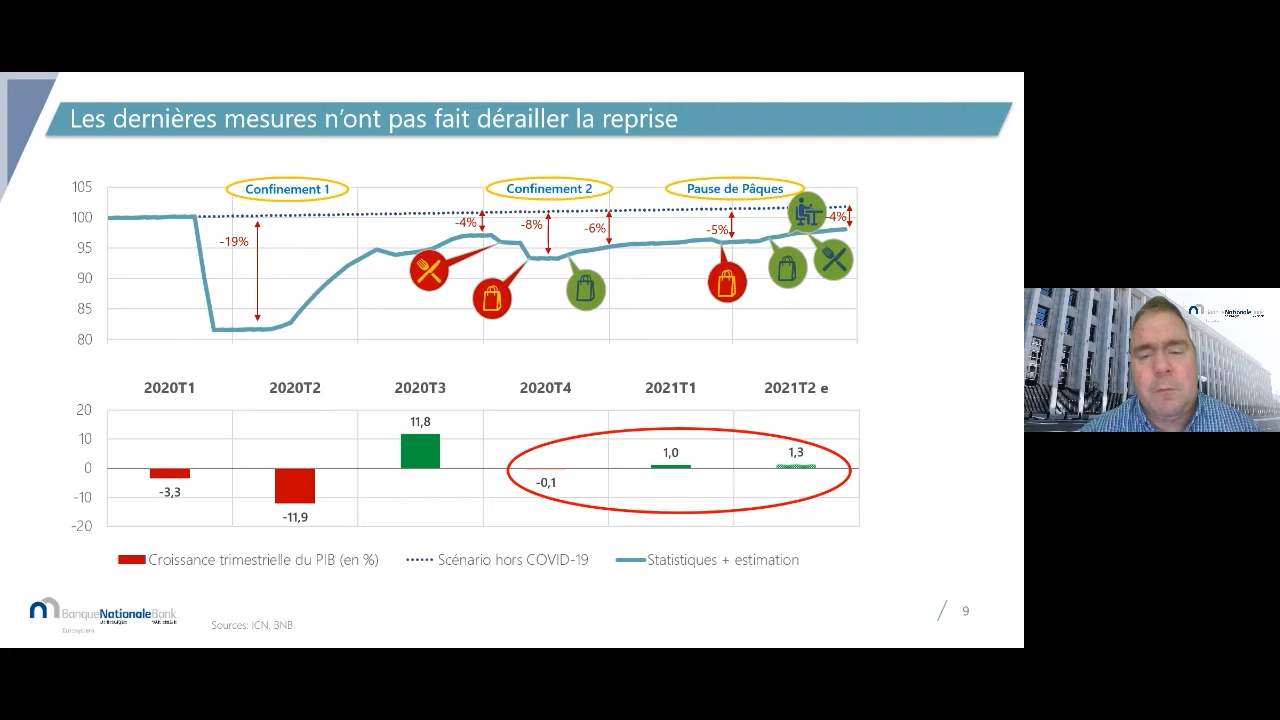 Les dernières mesures n’ont pas fait dérailler la reprise
Confinement 1
Confinement 2
Pause de Pâques
105
100
95
90
85
80
-19%
-4%
-8%
-6%
-5%
-4%
2020T1
2020T2
2020T3
2020T4
2021T1
2021T2 e
20
10
0
-10
-20
-3,3
-11,9
11,8
-0,1
1,0
1,3
Croissance trimestrielle du PIB (en %)
Scénario hors COVID-19
Statistiques + estimation
BanqueNationaleBank
Eurosystem
Sources: ICN, BNB.
9
BanqueNationaleBank